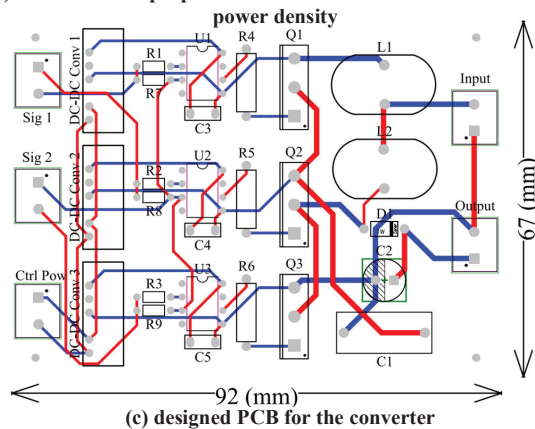 power density
DC-DC Conv 1
R1
R7
U1
C3
R4
Q1
L1
Input
Sig 1
L2
DC-DC Conv 2
Sig 2
R2
R8
U2
C4
R5
Q2
D1
Output
C2
DC-DC Conv 3
Ctrl Pow
R3
R9
U3
C5
R6
Q3
C1
67 (mm)
92 (mm)
(c) designed PCB for the converter